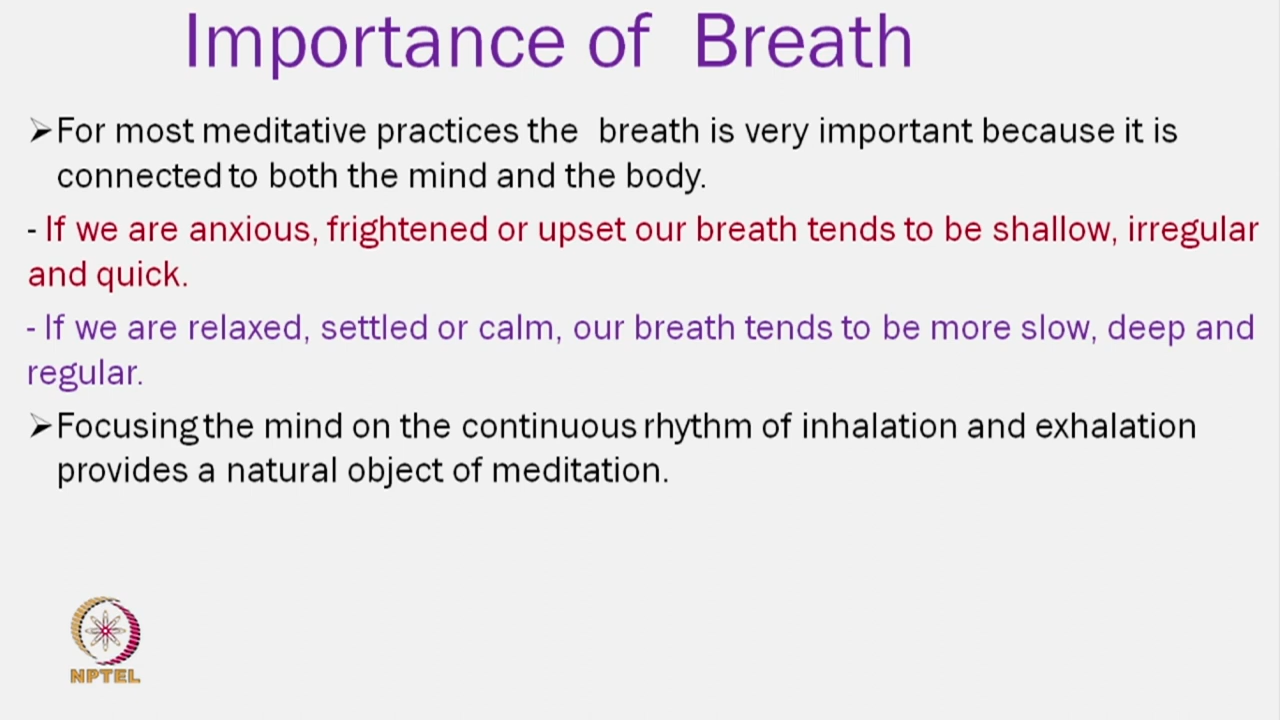 Importance of Breath
➢For most meditative practices the breath is very important because it is
connected to both the mind and the body.
- If we are anxious, frightened or upset our breath tends to be shallow, irregular
and quick.
- If we are relaxed, settled or calm, our breath tends to be more slow, deep and
regular.
➢Focusing the mind on the continuous rhythm of inhalation and exhalation
provides a natural object of meditation.
NPTEL